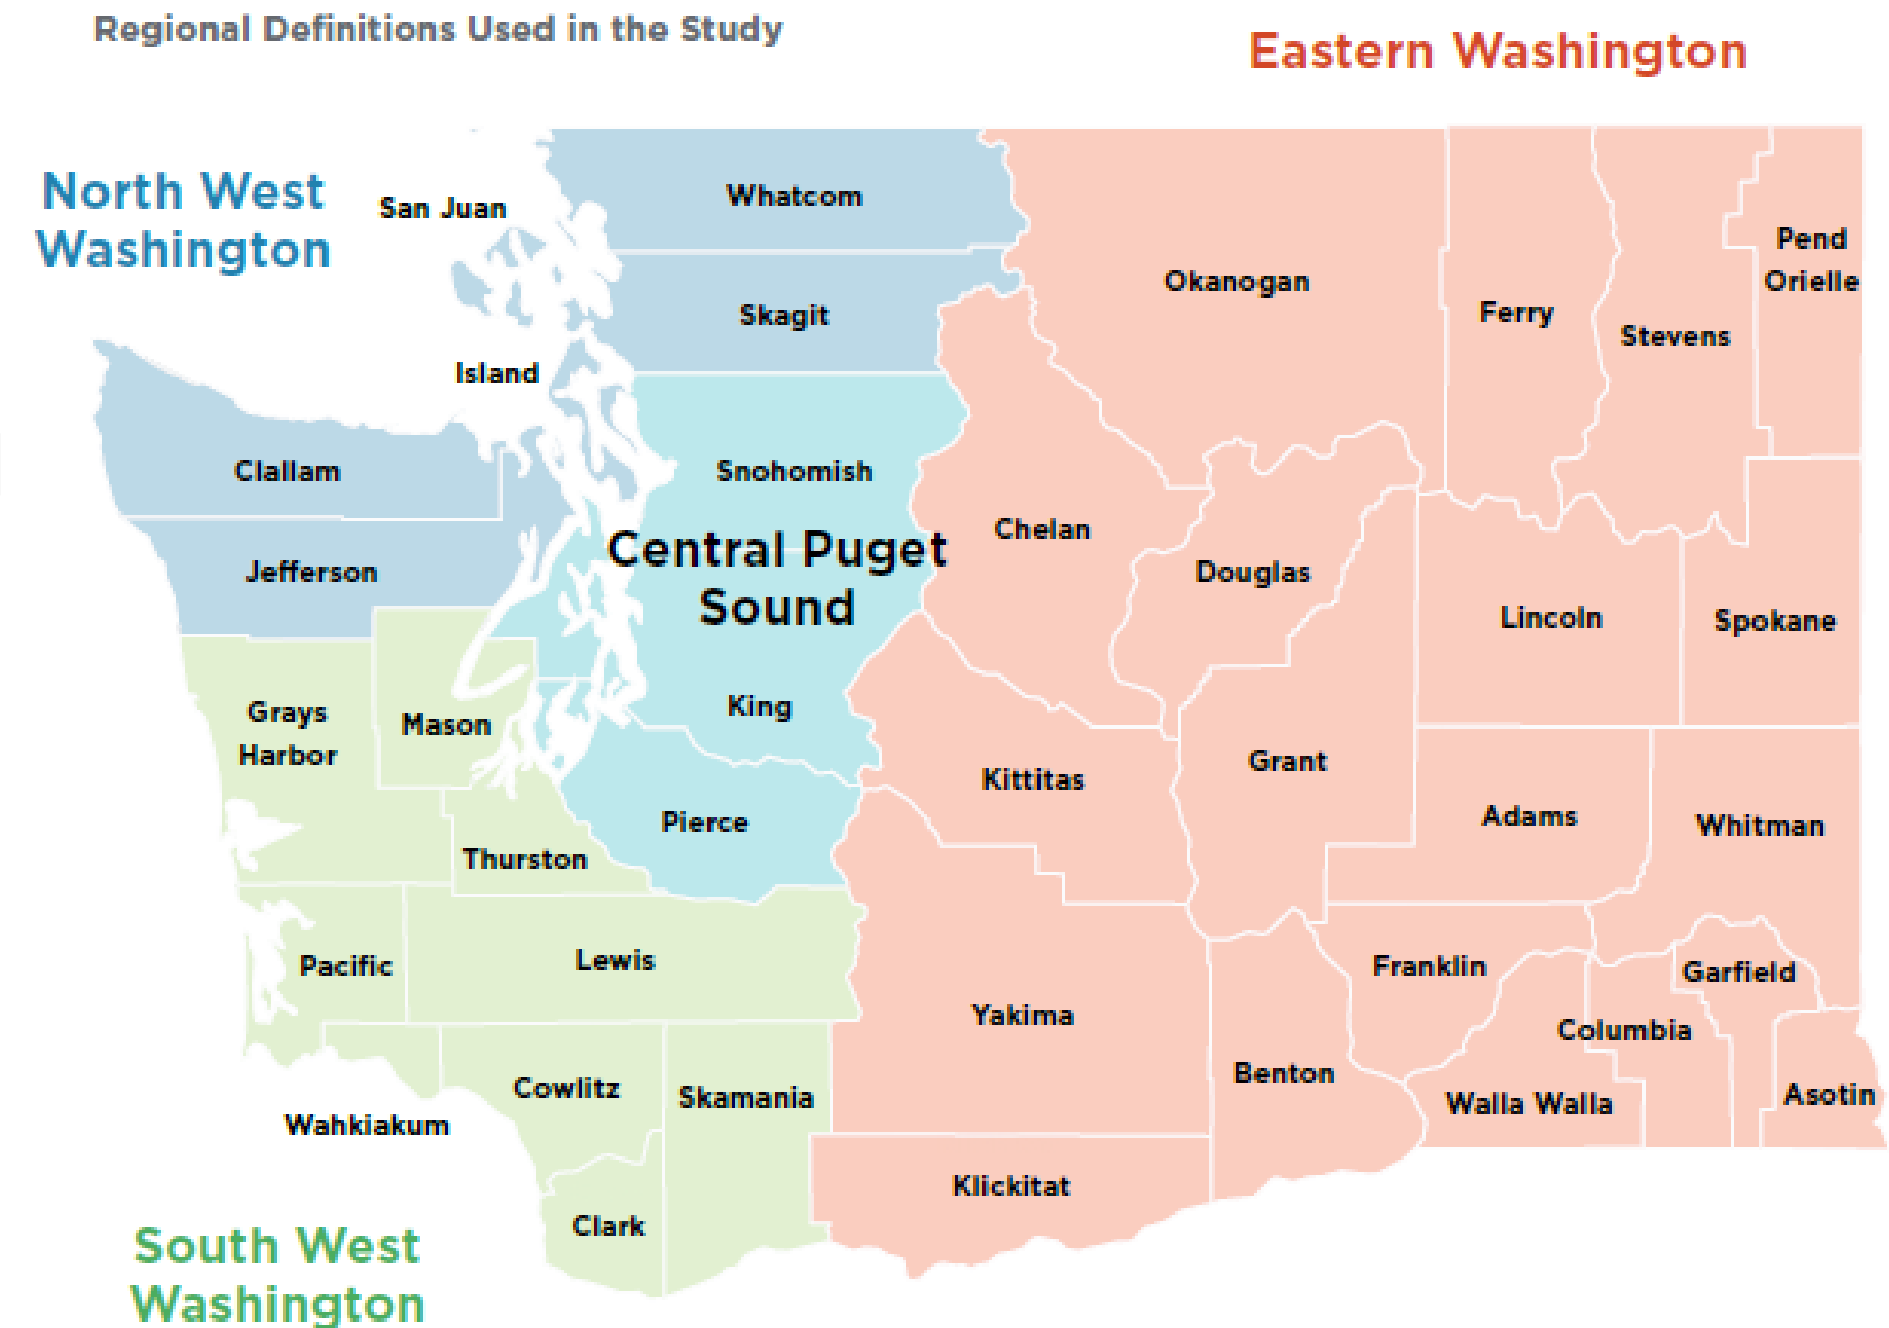 Regional Definitions Used in the Study
Eastern Washington
North West
Washington
San Juan
Whatcom
Okanogan
Pend
Orielle
Ferry
Stevens
Skagit
Island
Clallam
Snohomish
Chelan
Central Puget
Sound
Jefferson
Douglas
Lincoln
Spokane
Grays
Harbor
Mason
King
Kittitas
Grant
Adams
Whitman
Pierce
Thurston
Pacific
Lewis
Yakima
Franklin
Garfield
Columbia
Benton
Walla Walla
Asotin
Cowlitz
Skamania
Wahkiakum
Klickitat
Clark
South West
Washington